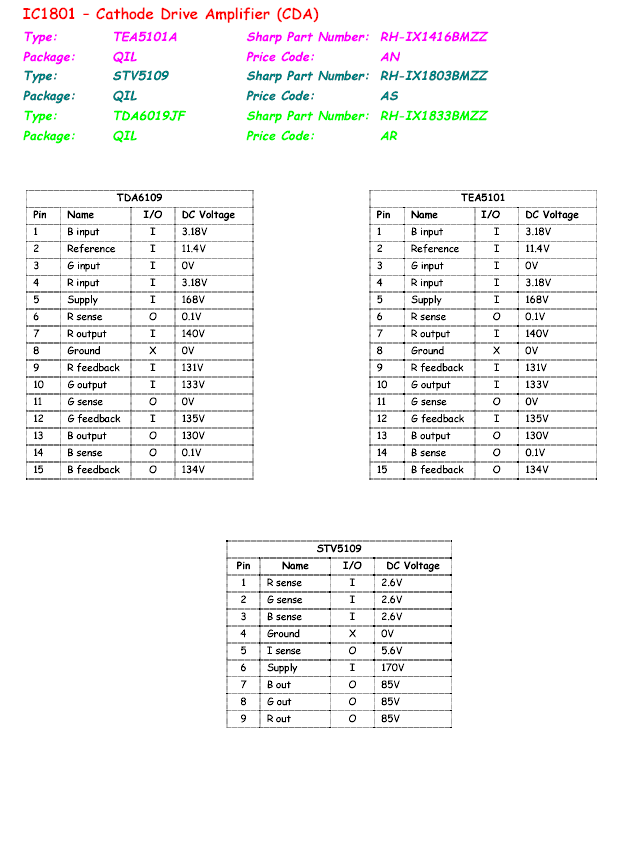 IC1801 – Cathode Drive Amplifier (CDA)
Type: TEA5101A Sharp Part Number: RH-IX1416BMZZ
Package: QIL Price Code: AN
Type: STV5109 Sharp Part Number: RH-IX1803BMZZ
Package: QIL Price Code: AS
Type: TDA6019JF Sharp Part Number: RH-IX1833BMZZ
Package: QIL Price Code: AR
TDA6109
Pin Name I/O DC Voltage
1 B input I 3.18V
2 Reference I 11.4V
3 G input I 0V
4 R input I 3.18V
5 Supply I 168V
6 R sense O 0.1V
7 R output I 140V
8 Ground X 0V
9 R feedback I 131V
10 G output I 133V
11 G sense O 0V
12 G feedback I 135V
13 B output O 130V
14 B sense O 0.1V
15 B feedback O 134V
TEA5101
Pin Name I/O DC Voltage
1 B input I 3.18V
2 Reference I 11.4V
3 G input I 0V
4 R input I 3.18V
5 Supply I 168V
6 R sense O 0.1V
7 R output I 140V
8 Ground X 0V
9 R feedback I 131V
10 G output I 133V
11 G sense O 0V
12 G feedback I 135V
13 B output O 130V
14 B sense O 0.1V
15 B feedback O 134V
STV5109
Pin Name I/O DC Voltage
1 R sense I 2.6V
2 G sense I 2.6V
3 B sense I 2.6V
4 Ground X 0V
5 I sense O 5.6V
6 Supply I 170V
7 B out O 85V
8 G out O 85V
9 R out O 85V